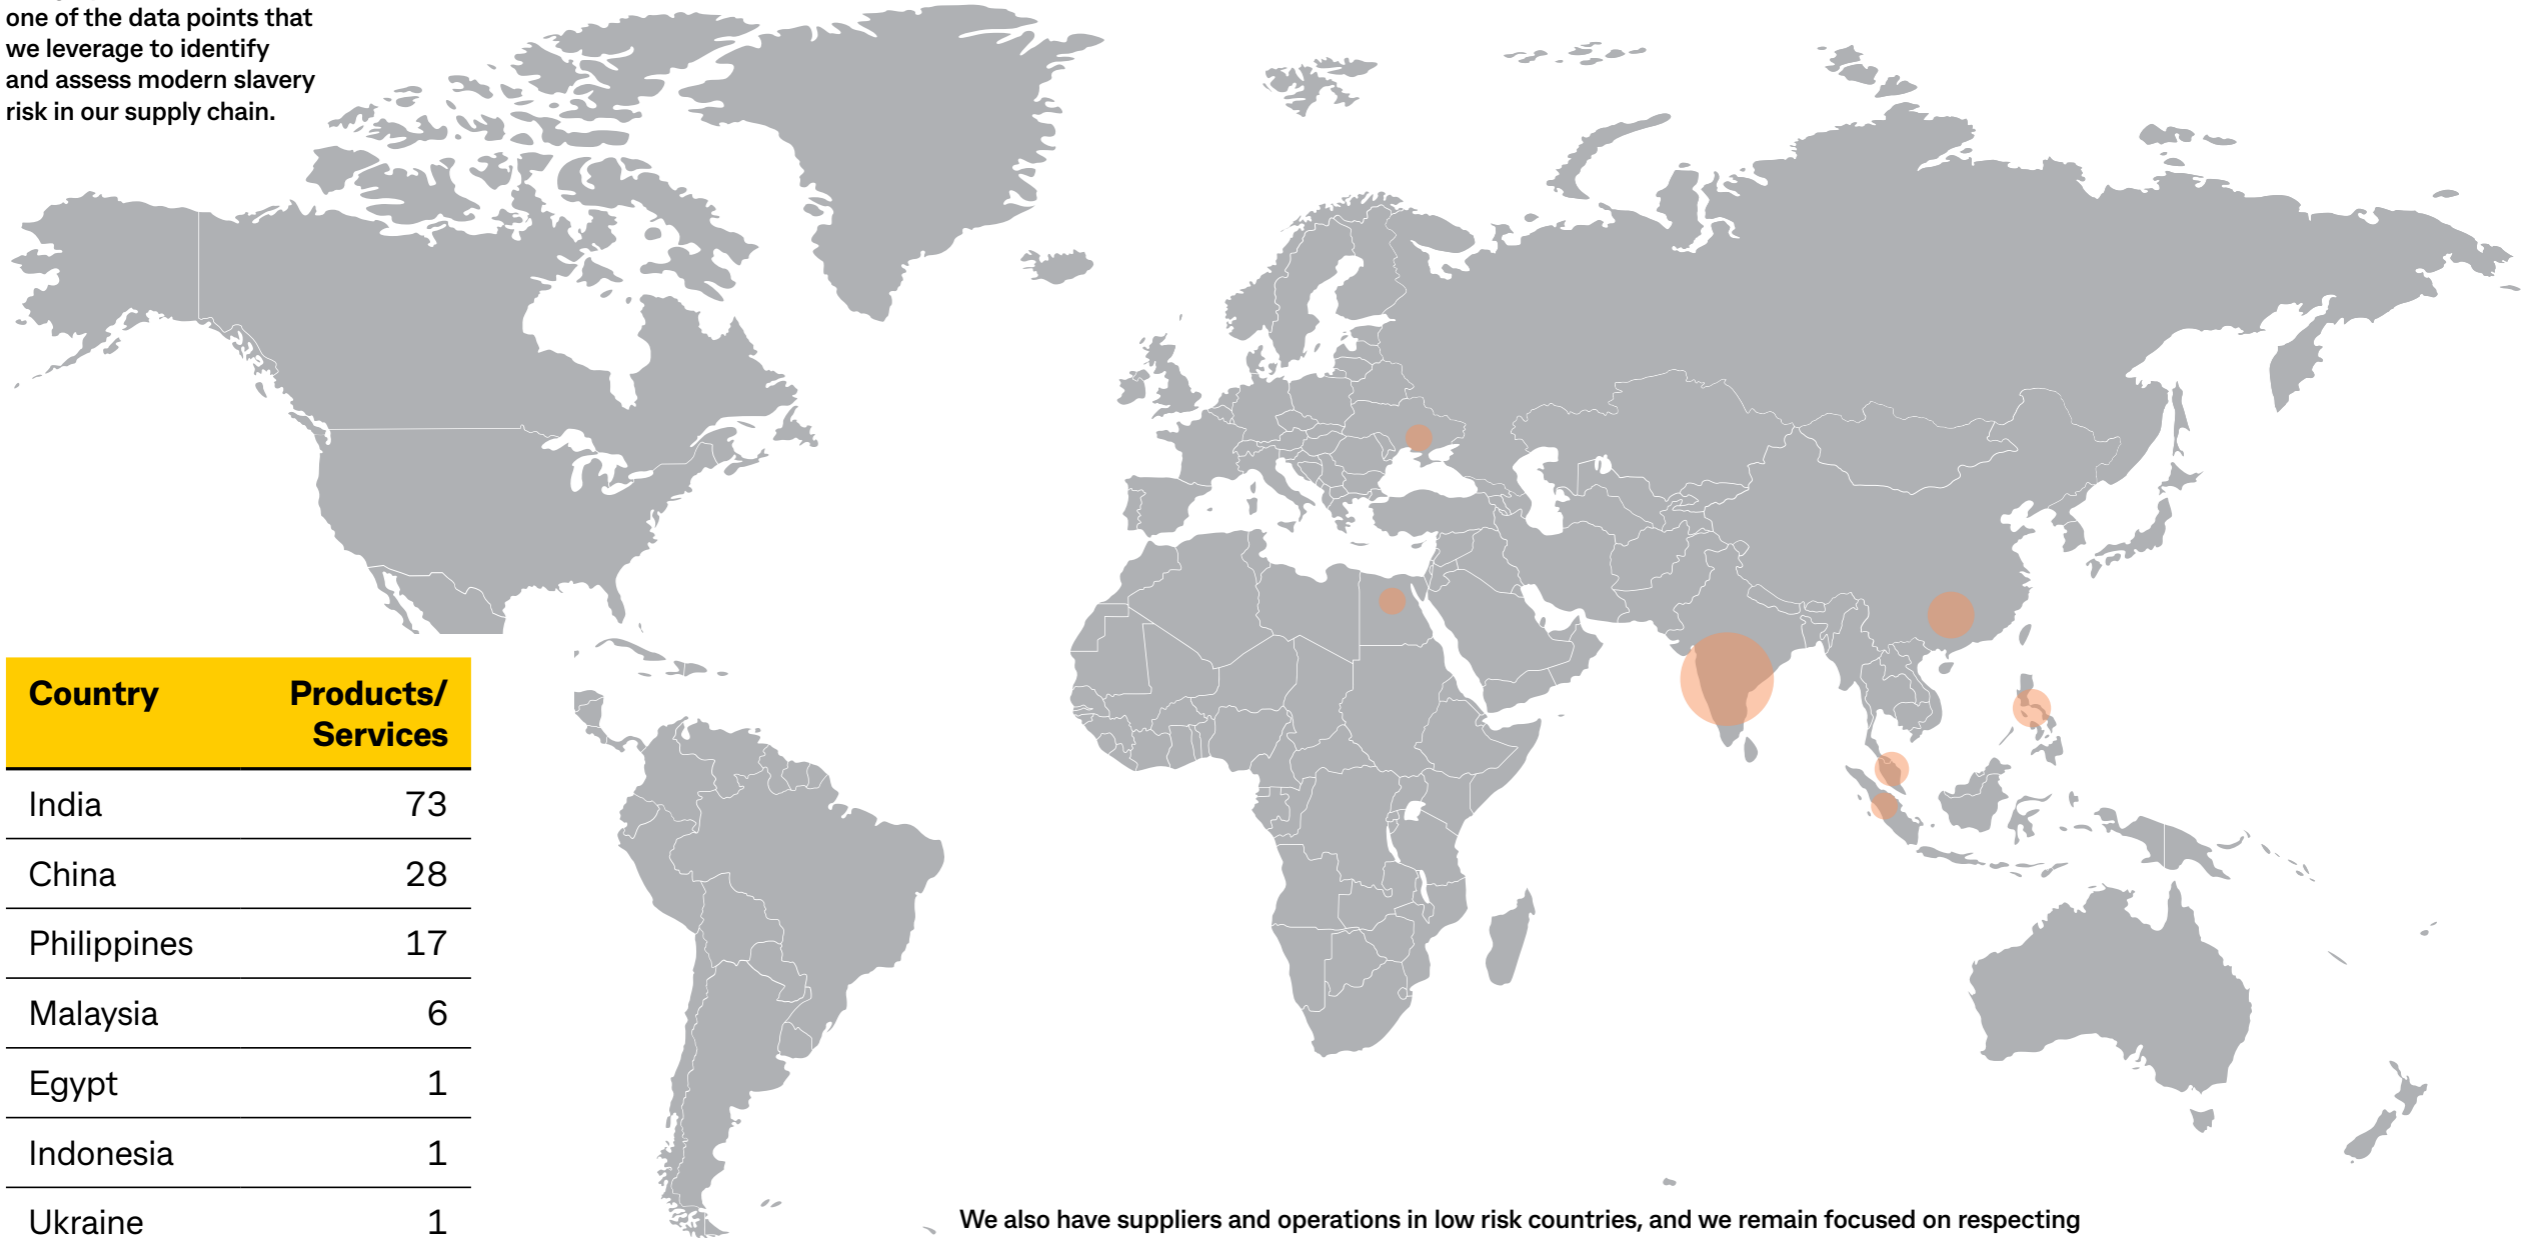 one of the data points that
we leverage to identify
and assess modern slavery
risk in our supply chain.
Country Products/
Services
India 73
China 28
Philippines 17
Malaysia 6
Egypt 1
Indonesia 1
Ukraine 1
We also have suppliers and operations in low risk countries, and we remain focused on respecting